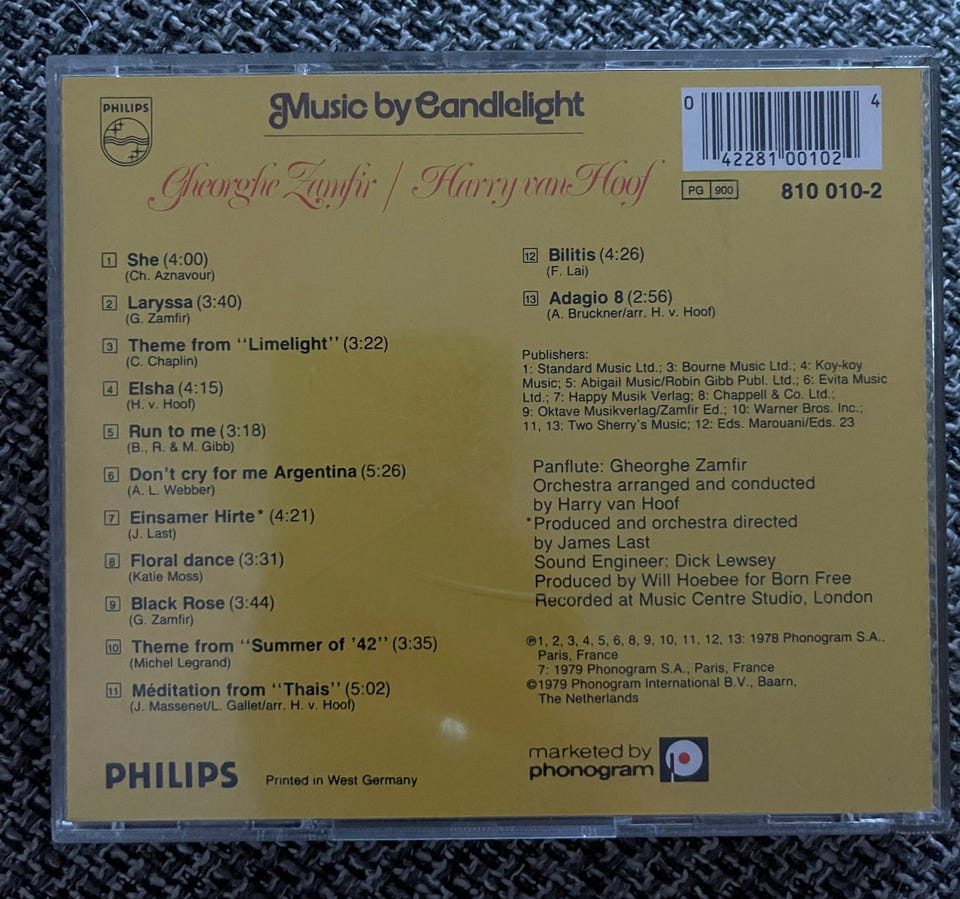 PHILIPS
Music by Candlelight
Gheorghe Zamfir / Harry van Hoof
0 42281 00102 4
PG 900
810 010-2
1 She (4:00)
(Ch. Aznavour)
2 Laryssa (3:40)
(G. Zamfir)
3 Theme from ''Limelight'' (3:22)
(C. Chaplin)
4 Elsha (4:15)
(H. v. Hoof)
5 Run to me (3:18)
(B., R. & M. Gibb)
6 Don't cry for me Argentina (5:26)
(A. L. Webber)
7 Einsamer Hirte* (4:21)
(J. Last)
8 Floral dance (3:31)
(Katie Moss)
9 Black Rose (3:44)
(G. Zamfir)
10 Theme from ''Summer of '42'' (3:35)
(Michel Legrand)
11 Méditation from ''Thais'' (5:02)
(J. Massenet/L. Gallet/arr. H. v. Hoof)
12 Bilitis (4:26)
(F. Lai)
13 Adagio 8 (2:56)
(A. Bruckner/arr. H. v. Hoof)
Publishers:
1: Standard Music Ltd.; 3: Bourne Music Ltd.; 4: Koy-koy
Music; 5: Abigail Music/Robin Gibb Publ. Ltd.; 6: Evita Music
Ltd.; 7: Happy Musik Verlag; 8: Chappell & Co. Ltd.;
9: Oktave Musikverlag/Zamfir Ed.; 10: Warner Bros. Inc.;
11, 13: Two Sherry's Music; 12: Eds. Marouani/Eds. 23
Panflute: Gheorghe Zamfir
Orchestra arranged and conducted
by Harry van Hoof
*Produced and orchestra directed
by James Last
Sound Engineer: Dick Lewsey
Produced by Will Hoebee for Born Free
Recorded at Music Centre Studio, London
℗1, 2, 3, 4, 5, 6, 8, 9, 10, 11, 12, 13: 1978 Phonogram S.A.,
Paris, France
7: 1979 Phonogram S.A., Paris, France
©1979 Phonogram International B.V., Baarn,
The Netherlands
PHILIPS
Printed in West Germany
marketed by
phonogram